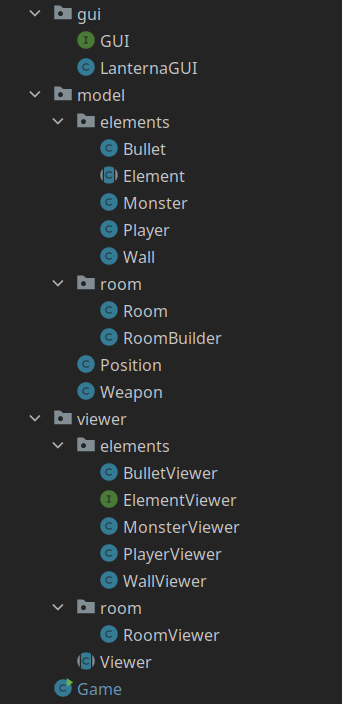 gui
I GUI
C LanternaGUI
model
elements
C Bullet
C Element
C Monster
C Player
C Wall
room
C Room
C RoomBuilder
C Position
C Weapon
viewer
elements
C BulletViewer
I ElementViewer
C MonsterViewer
C PlayerViewer
C WallViewer
room
C RoomViewer
C Viewer
C Game